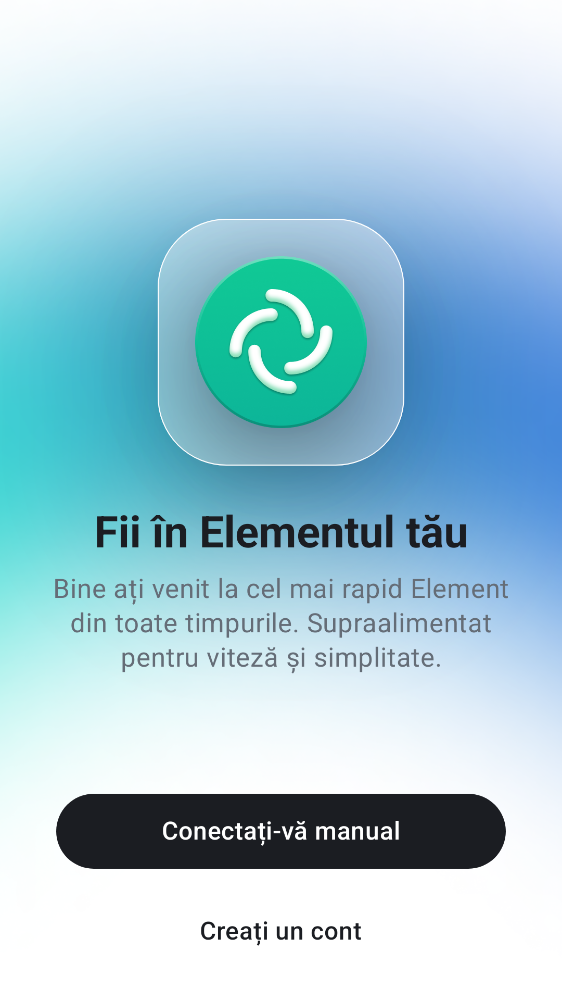 Fii în Elementul tău
Bine ați venit la cel mai rapid Element
din toate timpurile. Supraalimentat
pentru viteză și simplitate.
Conectați-vă manual
Creați un cont